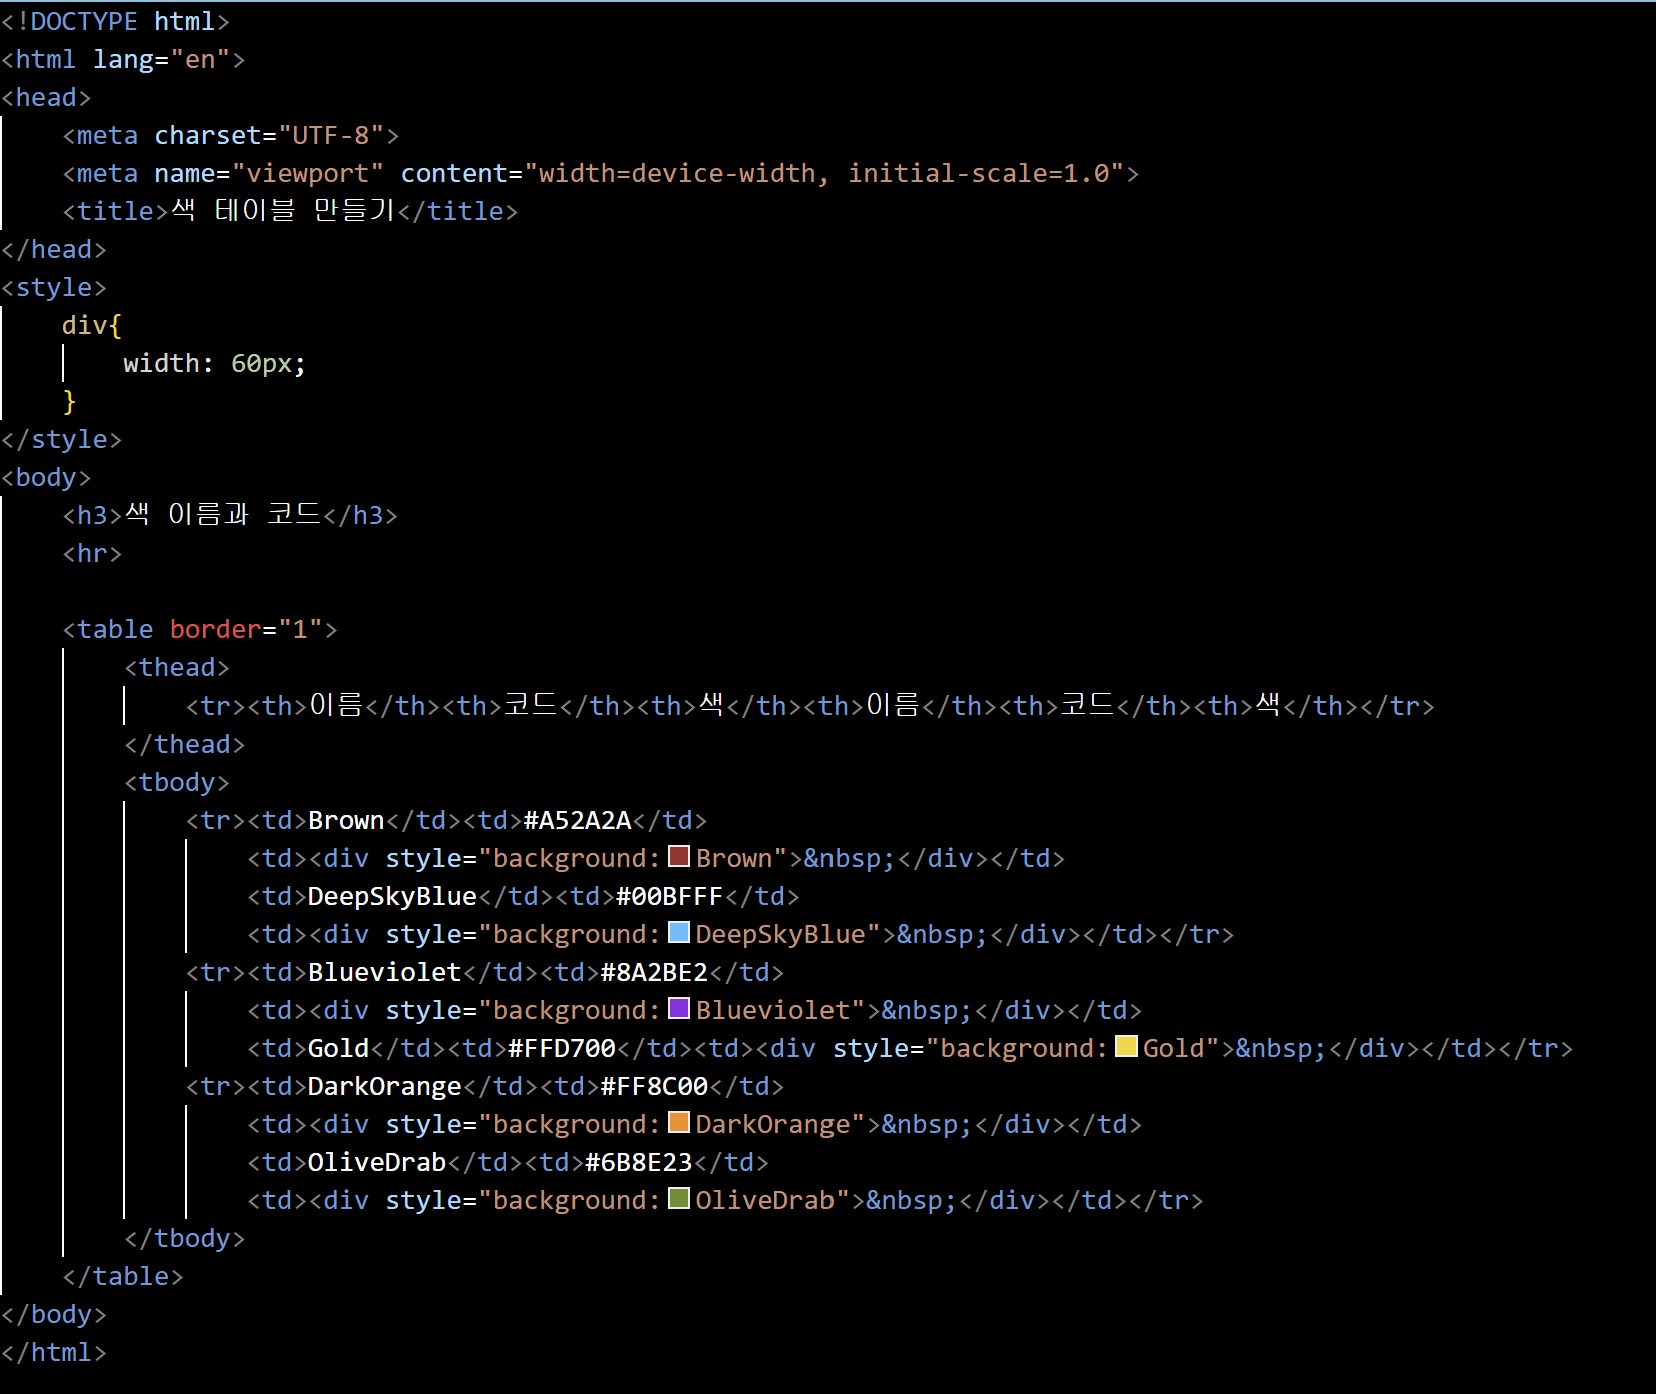 <!DOCTYPE html>
<html lang="en">
<head>
    <meta charset="UTF-8">
    <meta name="viewport" content="width=device-width, initial-scale=1.0">
    <title>색 테이블 만들기</title>
</head>
<style>
    div{
        width: 60px;
    }
</style>
<body>
    <h3>색 이름과 코드</h3>
    <hr>

    <table border="1">
        <thead>
            <tr><th>이름</th><th>코드</th><th>색</th><th>이름</th><th>코드</th><th>색</th></tr>
        </thead>
        <tbody>
            <tr><td>Brown</td><td>#A52A2A</td>
                <td><div style="background:Brown">&nbsp;</div></td>
                <td>DeepSkyBlue</td><td>#00BFFF</td>
                <td><div style="background:DeepSkyBlue">&nbsp;</div></td></tr>
            <tr><td>Blueviolet</td><td>#8A2BE2</td>
                <td><div style="background:Blueviolet">&nbsp;</div></td>
                <td>Gold</td><td>#FFD700</td><td><div style="background:Gold">&nbsp;</div></td></tr>
            <tr><td>DarkOrange</td><td>#FF8C00</td>
                <td><div style="background:DarkOrange">&nbsp;</div></td>
                <td>OliveDrab</td><td>#6B8E23</td>
                <td><div style="background:OliveDrab">&nbsp;</div></td></tr>
        </tbody>
    </table>
</body>
</html>